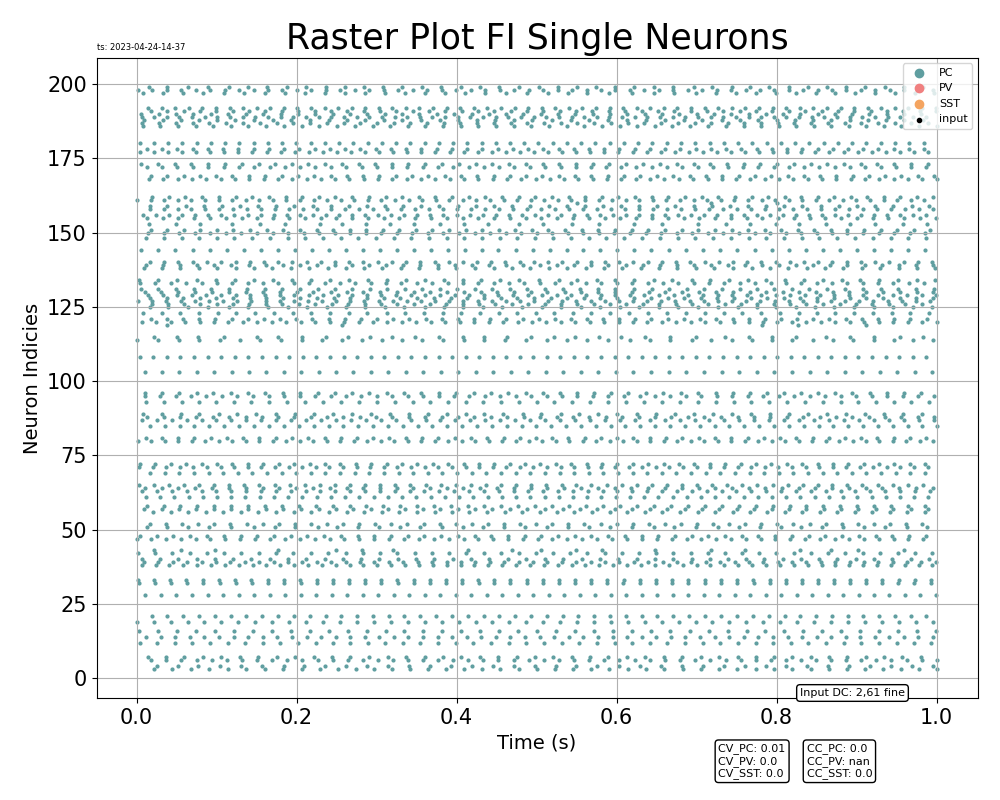 Raster Plot FI Single Neurons
ts: 2023-04-24-14-37
PC
PV
SST
input
200
175
150
125
100
75
50
25
0
Neuron Indicies
Input DC: 2,61 fine
0.0 0.2 0.4 0.6 0.8 1.0
Time (s)
CV_PC: 0.01
CV_PV: 0.0
CV_SST: 0.0
CC_PC: 0.0
CC_PV: nan
CC_SST: 0.0